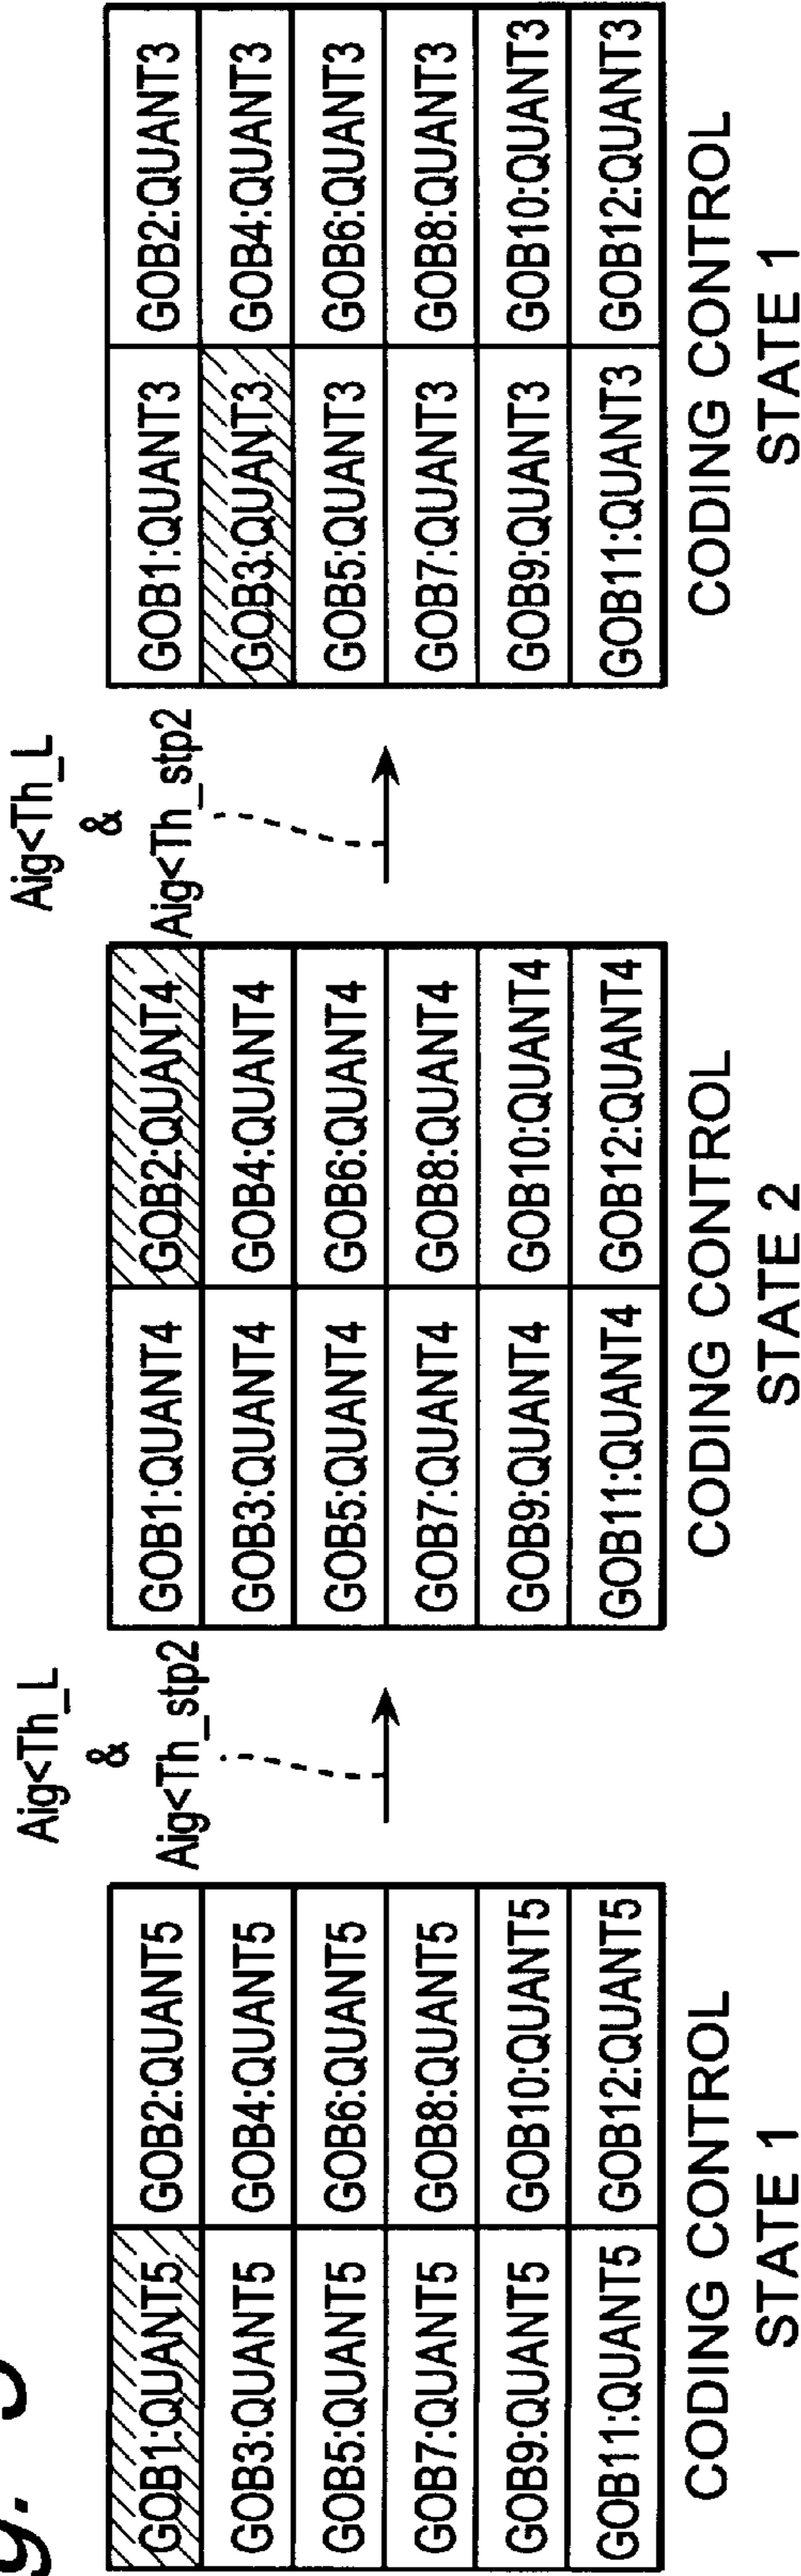 Aig<Th_L
&
Aig<Th_stp2
Aig<Th_L
&
Aig<Th_stp2
GOB1:QUANT5 GOB2:QUANT5
GOB3:QUANT5 GOB4:QUANT5
GOB5:QUANT5 GOB6:QUANT5
GOB7:QUANT5 GOB8:QUANT5
GOB9:QUANT5 GOB10:QUANT5
GOB11:QUANT5 GOB12:QUANT5
CODING CONTROL
STATE 1
GOB1:QUANT4 GOB2:QUANT4
GOB3:QUANT4 GOB4:QUANT4
GOB5:QUANT4 GOB6:QUANT4
GOB7:QUANT4 GOB8:QUANT4
GOB9:QUANT4 GOB10:QUANT4
GOB11:QUANT4 GOB12:QUANT4
CODING CONTROL
STATE 2
GOB1:QUANT3 GOB2:QUANT3
GOB3:QUANT3 GOB4:QUANT3
GOB5:QUANT3 GOB6:QUANT3
GOB7:QUANT3 GOB8:QUANT3
GOB9:QUANT3 GOB10:QUANT3
GOB11:QUANT3 GOB12:QUANT3
CODING CONTROL
STATE 1